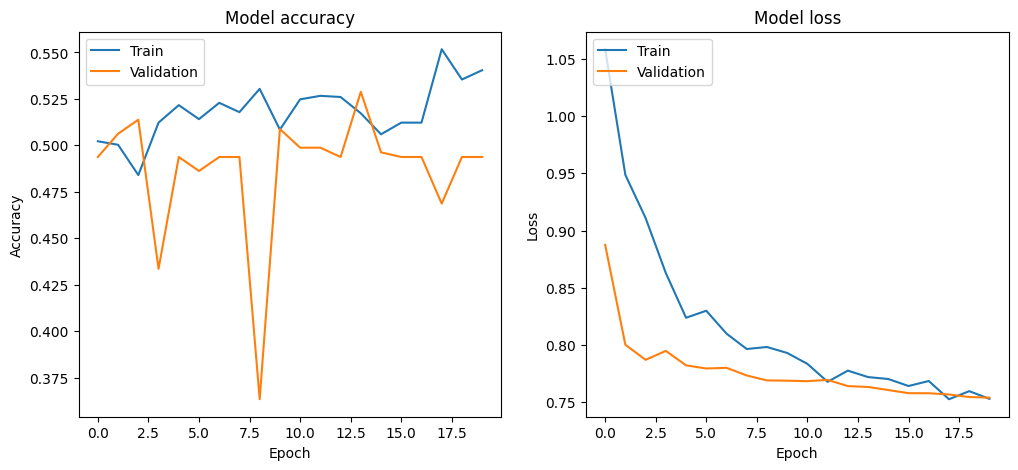 Model accuracy
Train
Validation
0.550
0.525
0.500
0.475
0.450
0.425
0.400
0.375
Accuracy
0.0 2.5 5.0 7.5 10.0 12.5 15.0 17.5
Epoch
Model loss
Train
Validation
1.05
1.00
0.95
0.90
0.85
0.80
0.75
Loss
0.0 2.5 5.0 7.5 10.0 12.5 15.0 17.5
Epoch